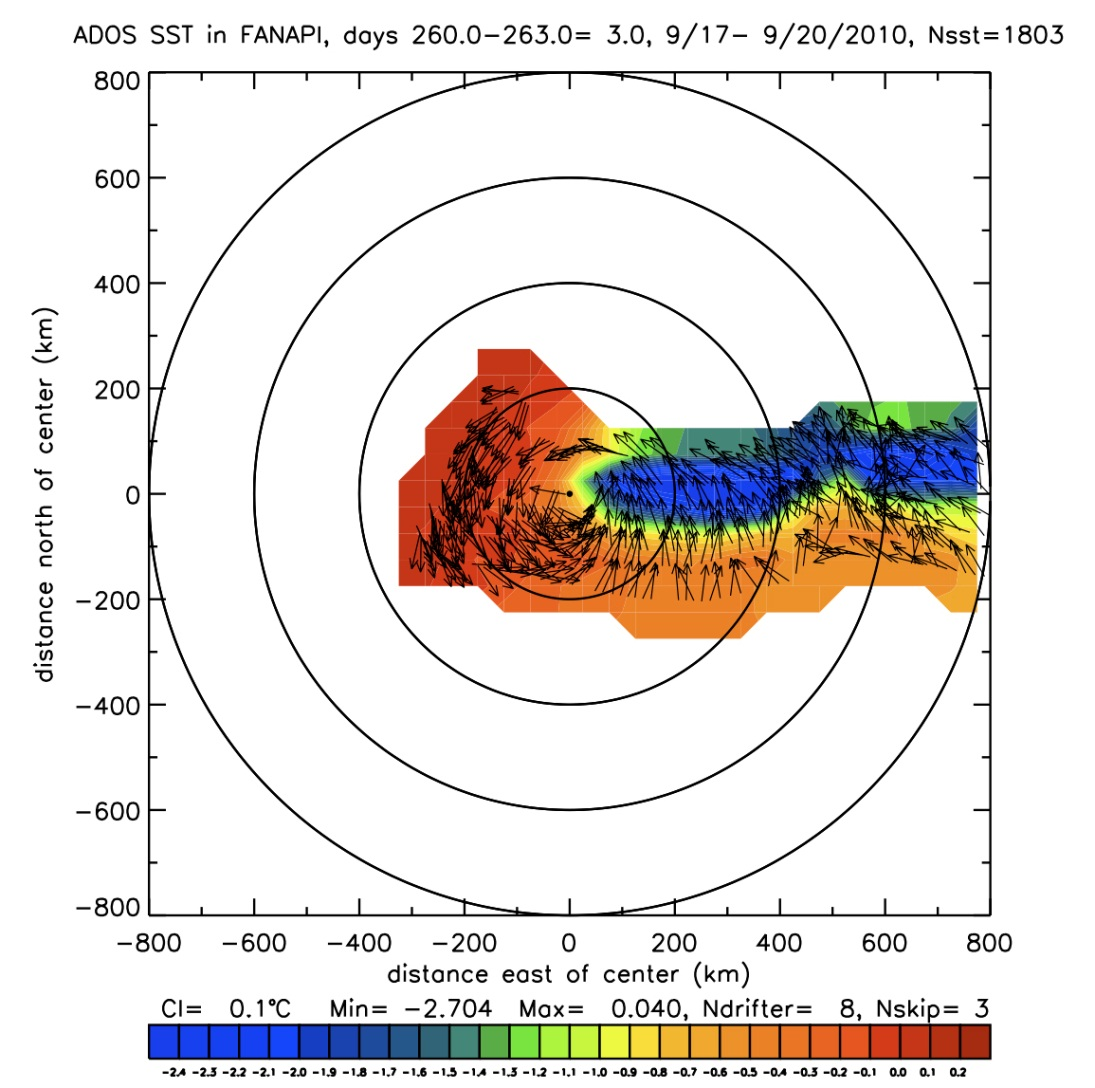 ADOS SST in FANAPI, days 260.0−263.0= 3.0, 9/17− 9/20/2010, Nsst=1803
800
600
400
200
0
−200
−400
−600
−800
distance north of center (km)
−800 −600 −400 −200 0 200 400 600 800
distance east of center (km)
CI= 0.1°C Min= −2.704 Max= 0.040, Ndrifter= 8, Nskip= 3
-2.4 -2.3 -2.2 -2.1 -2.0 -1.9 -1.8 -1.7 -1.6 -1.5 -1.4 -1.3 -1.2 -1.1 -1.0 -0.9 -0.8 -0.7 -0.6 -0.5 -0.4 -0.3 -0.2 -0.1 0.0 0.1 0.2